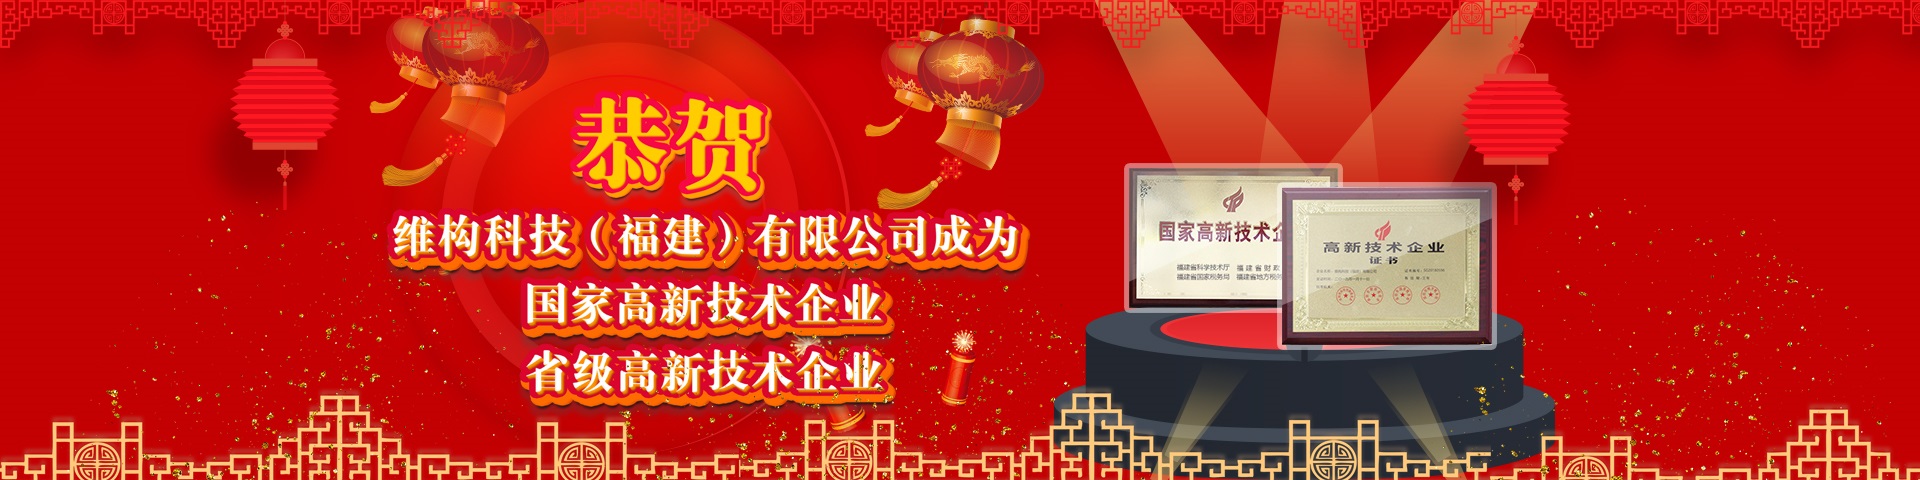 恭贺
维构科技（福建）有限公司成为
国家高新技术企业
省级高新技术企业
国家高新技术企
福建省科学技术厅 福建省财政
福建省国家税务局 福建省地方税
高新技术企业
证书